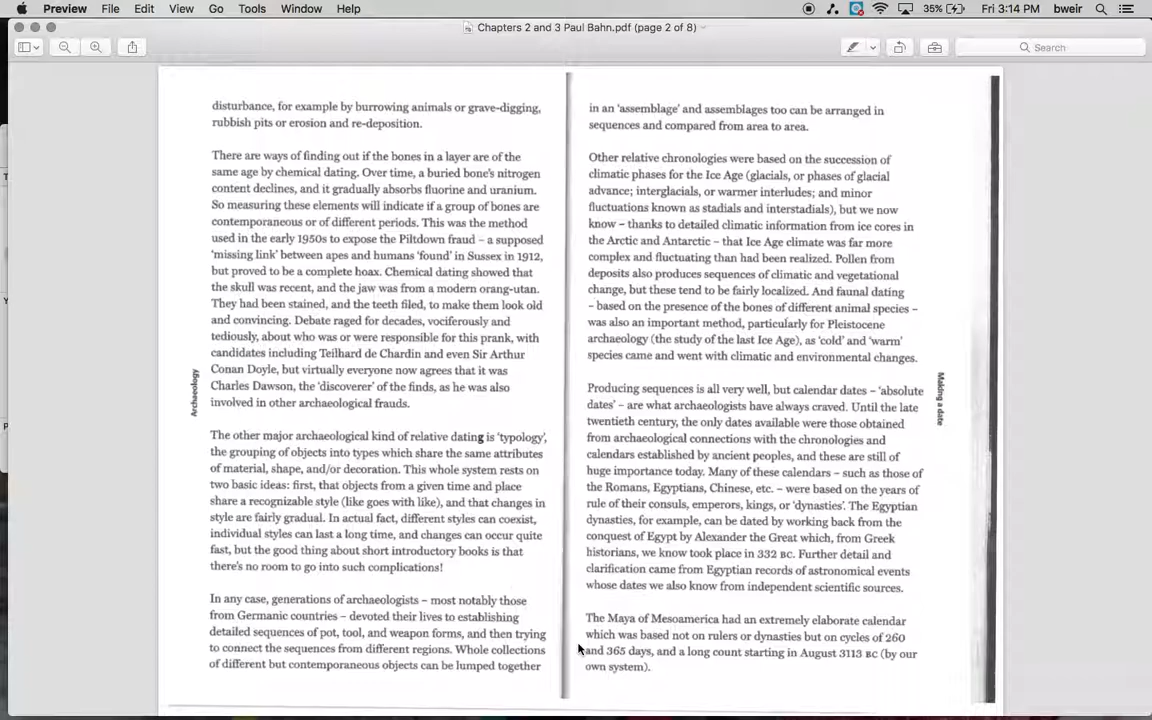 Preview File Edit View Go Tools Window Help 35% Fri 3:14 PM bweir
Chapters 2 and 3 Paul Bahn.pdf (page 2 of 8)
Search
disturbance, for example by burrowing animals or grave-digging,
rubbish pits or erosion and re-deposition.
There are ways of finding out if the bones in a layer are of the
same age by chemical dating. Over time, a buried bone's nitrogen
content declines, and it gradually absorbs fluorine and uranium.
So measuring these elements will indicate if a group of bones are
contemporaneous or of different periods. This was the method
used in the early 1950s to expose the Piltdown fraud – a supposed
'missing link' between apes and humans 'found' in Sussex in 1912,
but proved to be a complete hoax. Chemical dating showed that
the skull was recent, and the jaw was from a modern orang-utan.
They had been stained, and the teeth filed, to make them look old
and convincing. Debate raged for decades, vociferously and
tediously, about who was or were responsible for this prank, with
candidates including Teilhard de Chardin and even Sir Arthur
Conan Doyle, but virtually everyone now agrees that it was
Charles Dawson, the 'discoverer' of the finds, as he was also
involved in other archaeological frauds.
Archaeology
The other major archaeological kind of relative dating is 'typology',
the grouping of objects into types which share the same attributes
of material, shape, and/or decoration. This whole system rests on
two basic ideas: first, that objects from a given time and place
share a recognizable style (like goes with like), and that changes in
style are fairly gradual. In actual fact, different styles can coexist,
individual styles can last a long time, and changes can occur quite
fast, but the good thing about short introductory books is that
there's no room to go into such complications!
In any case, generations of archaeologists – most notably those
from Germanic countries – devoted their lives to establishing
detailed sequences of pot, tool, and weapon forms, and then trying
to connect the sequences from different regions. Whole collections
of different but contemporaneous objects can be lumped together
in an 'assemblage' and assemblages too can be arranged in
sequences and compared from area to area.
Other relative chronologies were based on the succession of
climatic phases for the Ice Age (glacials, or phases of glacial
advance; interglacials, or warmer interludes; and minor
fluctuations known as stadials and interstadials), but we now
know – thanks to detailed climatic information from ice cores in
the Arctic and Antarctic – that Ice Age climate was far more
complex and fluctuating than had been realized. Pollen from
deposits also produces sequences of climatic and vegetational
change, but these tend to be fairly localized. And faunal dating
– based on the presence of the bones of different animal species –
was also an important method, particularly for Pleistocene
archaeology (the study of the last Ice Age), as 'cold' and 'warm'
species came and went with climatic and environmental changes.
Producing sequences is all very well, but calendar dates – 'absolute
dates' – are what archaeologists have always craved. Until the late
twentieth century, the only dates available were those obtained
from archaeological connections with the chronologies and
calendars established by ancient peoples, and these are still of
huge importance today. Many of these calendars – such as those of
the Romans, Egyptians, Chinese, etc. – were based on the years of
rule of their consuls, emperors, kings, or 'dynasties'. The Egyptian
dynasties, for example, can be dated by working back from the
conquest of Egypt by Alexander the Great which, from Greek
historians, we know took place in 332 BC. Further detail and
clarification came from Egyptian records of astronomical events
whose dates we also know from independent scientific sources.
The Maya of Mesoamerica had an extremely elaborate calendar
which was based not on rulers or dynasties but on cycles of 260
and 365 days, and a long count starting in August 3113 BC (by our
own system).
Making a date